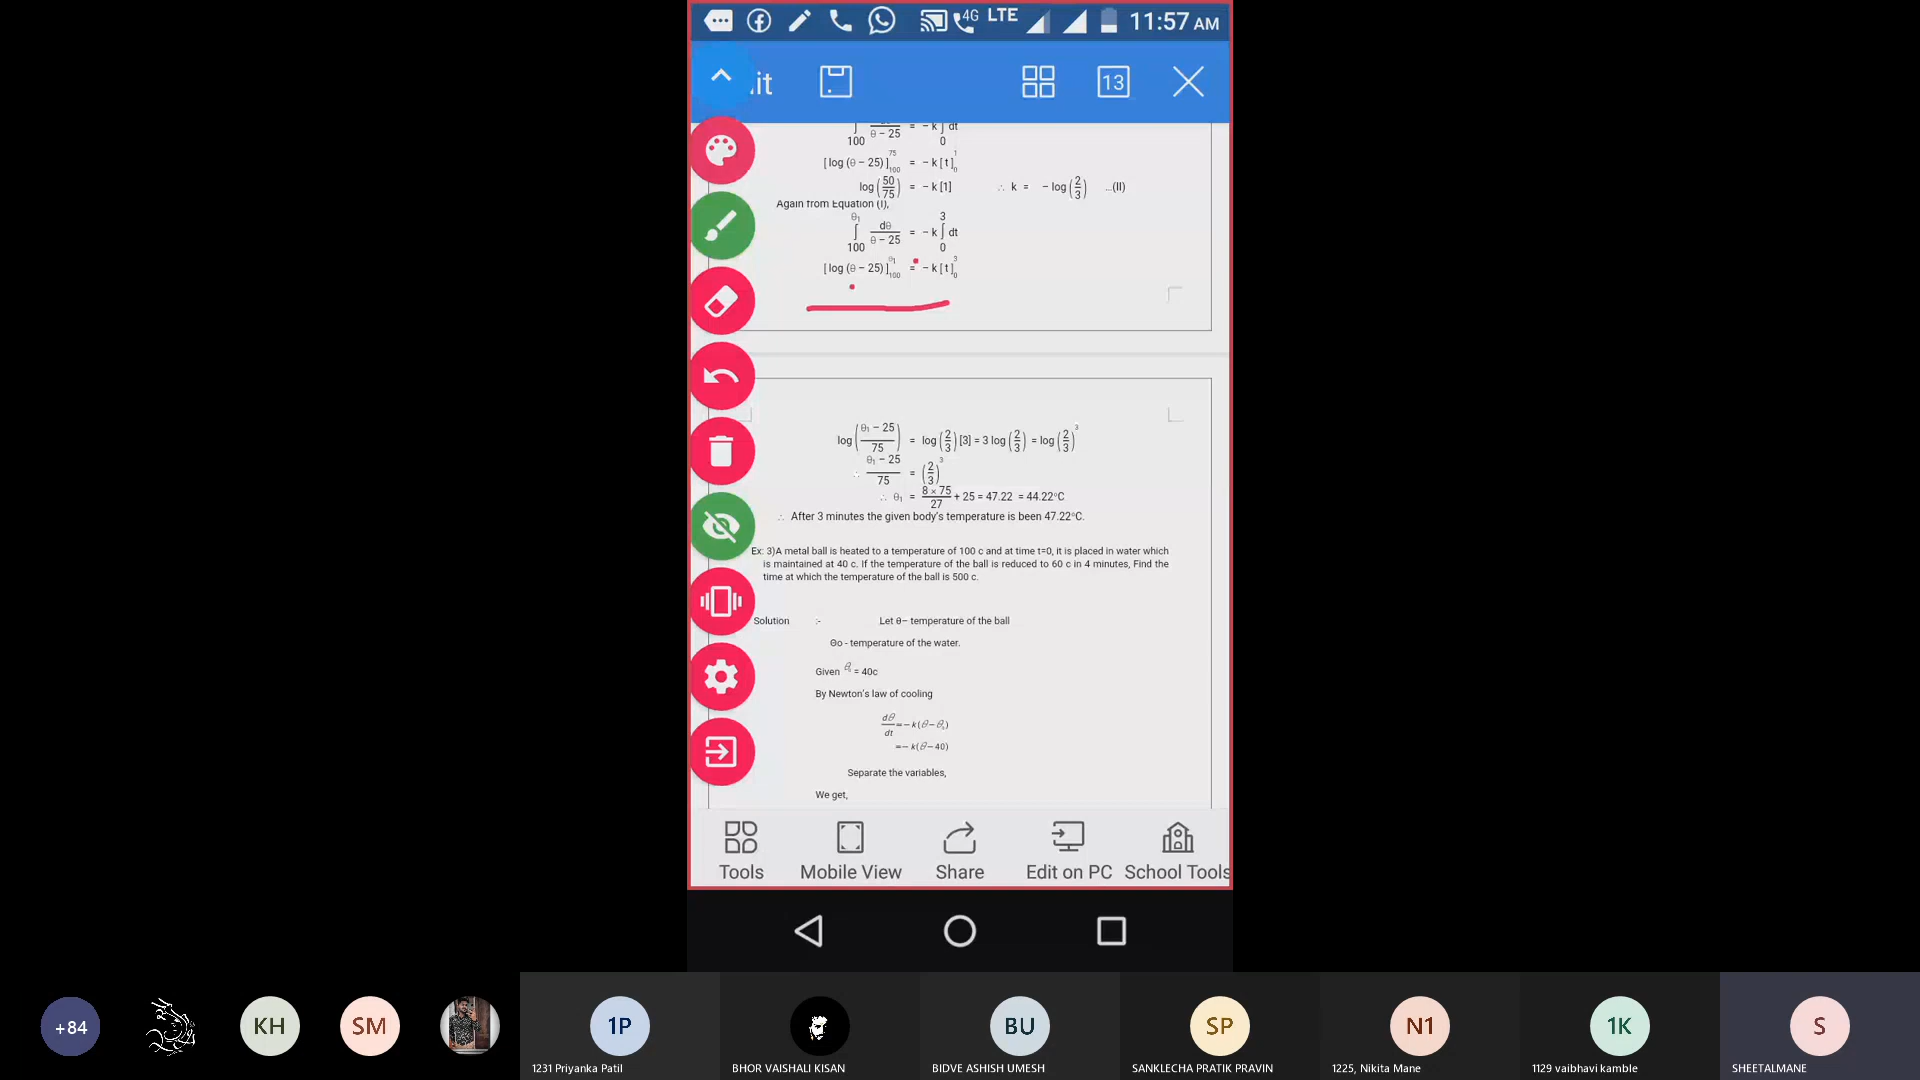 4G LTE 11:57 AM
it 13
∫ θ – 25 = – k ∫ dt
100 0
[ log (θ – 25) ]₁₀₀⁷⁵ = – k [ t ]₀¹
log (50/75) = – k [1] ∴ k = – log (2/3) ...(II)
Again from Equation (I),
θ₁ 3
∫ dθ/θ – 25 = – k ∫ dt
100 0
[ log (θ – 25) ]₁₀₀^θ₁ = – k [ t ]₀³
log (θ₁ – 25/75) = log (2/3) [3] = 3 log (2/3) = log (2/3)³
∴ θ₁ – 25/75 = (2/3)³
∴ θ₁ = 8 × 75/27 + 25 = 47.22 = 44.22°C
∴ After 3 minutes the given body's temperature is been 47.22°C.
Ex: 3)A metal ball is heated to a temperature of 100 c and at time t=0, it is placed in water which
is maintained at 40 c. If the temperature of the ball is reduced to 60 c in 4 minutes, Find the
time at which the temperature of the ball is 500 c.
Solution :- Let θ– temperature of the ball
Θo - temperature of the water.
Given θₒ = 40c
By Newton's law of cooling
dθ/dt =– k(θ – θₒ)
=– k(θ – 40)
Separate the variables,
We get,
Tools Mobile View Share Edit on PC School Tools
+84 KH SM 1P BU SP N1 1K S
1231 Priyanka Patil BHOR VAISHALI KISAN BIDVE ASHISH UMESH SANKLECHA PRATIK PRAVIN 1225, Nikita Mane 1129 vaibhavi kamble SHEETALMANE